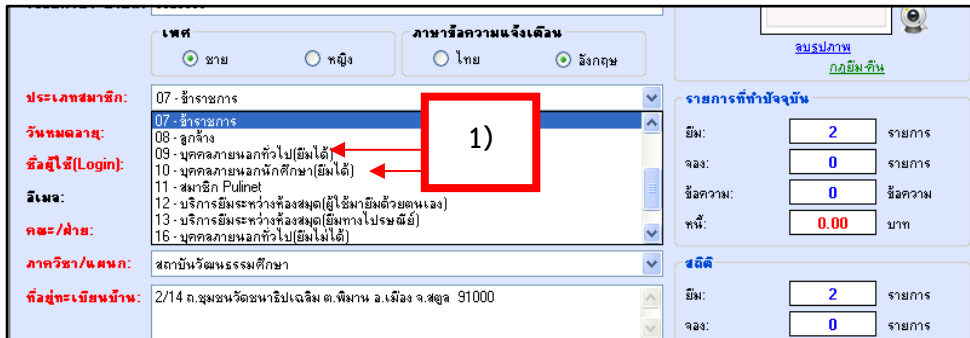 เพศ
ภาษาข้อความแจ้งเตือน
ชาย
หญิง
ไทย
อังกฤษ
ลบรูปภาพ
กฎยืม-คืน
ประเภทสมาชิก:
07 - ข้าราชการ
07 - ข้าราชการ
08 - ลูกจ้าง
09 - บุคคลภายนอกทั่วไป(ยืมได้)
10 - บุคคลภายนอกนักศึกษา(ยืมได้)
11 - สมาชิก Pulinet
12 - บริการยืมระหว่างห้องสมุด(ผู้ใช้มายืมด้วยตนเอง)
13 - บริการยืมระหว่างห้องสมุด(ยืมทางไปรษณีย์)
16 - บุคคลภายนอกทั่วไป(ยืมไม่ได้)
1)
วันหมดอายุ:
ชื่อผู้ใช้(Login):
อีเมล:
คณะ/ฝ่าย:
ภาควิชา/แผนก:
สถาบันวัฒนธรรมศึกษา
ที่อยู่ทะเบียนบ้าน:
2/14 ถ.ชุมชนวัดชนาธิปเฉลิม ต.พิมาน อ.เมือง จ.สตูล 91000
รายการที่ทำปัจจุบัน
ยืม: 2 รายการ
จอง: 0 รายการ
ข้อความ: 0 ข้อความ
หนี้: 0.00 บาท
สถิติ
ยืม: 2 รายการ
จอง: 0 รายการ